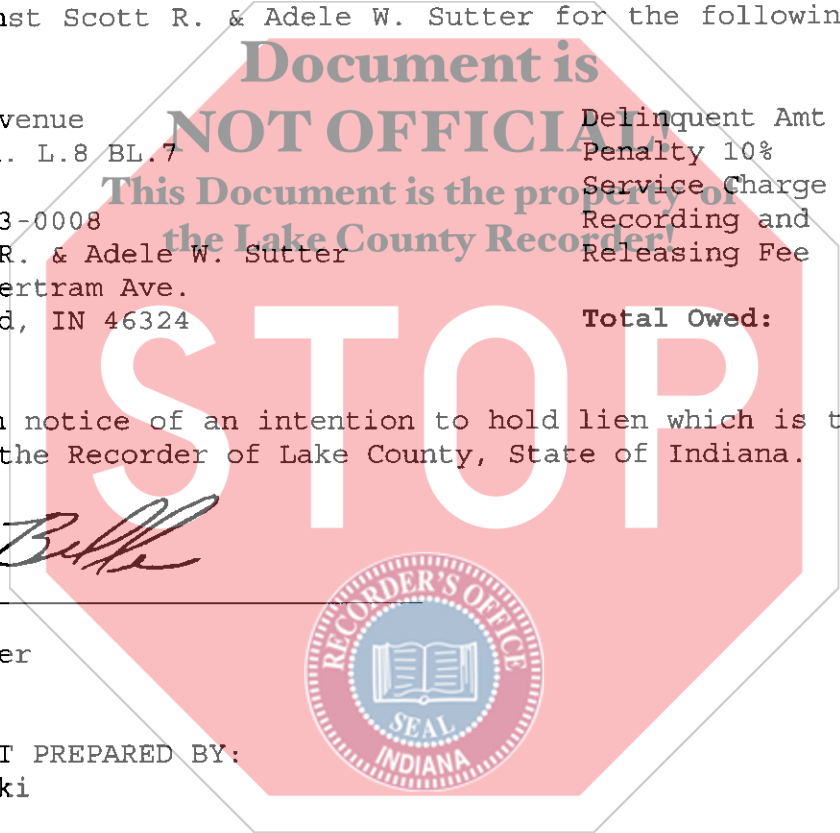 nst Scott R. & Adele W. Sutter for the followin
Document is
NOT OFFICIAL!
This Document is the property of
the Lake County Recorder!
venue
. L.8 BL.7
3-0008
R. & Adele W. Sutter
ertram Ave.
d, IN 46324
Delinquent Amt
Penalty 10%
Service Charge
Recording and
Releasing Fee
Total Owed:
STOP
n notice of an intention to hold lien which is t
the Recorder of Lake County, State of Indiana.
RECORDER'S OFFICE
SEAL
INDIANA
er
T PREPARED BY:
ki